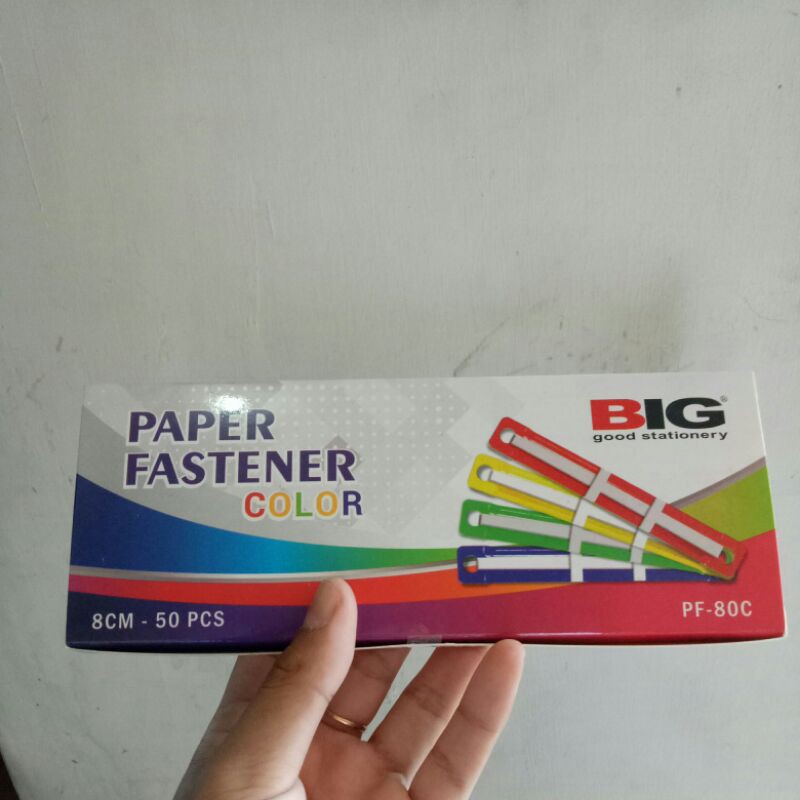 PAPER
FASTENER
COLOR
BIG®
good stationery
8CM - 50 PCS
PF-80C